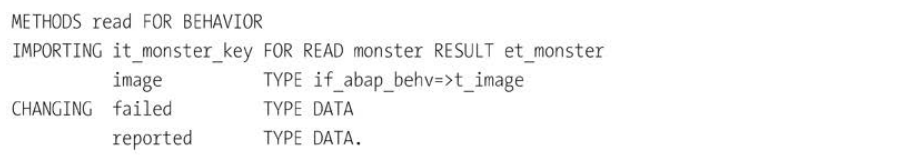 METHODS read FOR BEHAVIOR
IMPORTING it_monster_key FOR READ monster RESULT et_monster
image TYPE if_abap_behv=>t_image
CHANGING failed TYPE DATA
reported TYPE DATA.